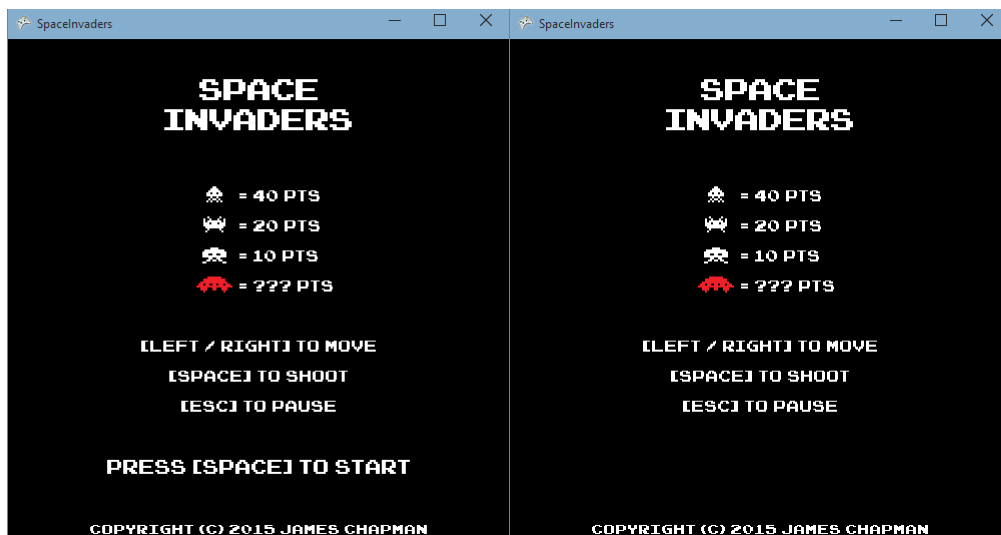 SpaceInvaders
SPACE
INVADERS
= 40 PTS
= 20 PTS
= 10 PTS
= ??? PTS
[LEFT / RIGHT] TO MOVE
[SPACE] TO SHOOT
[ESC] TO PAUSE
PRESS [SPACE] TO START
COPYRIGHT (C) 2015 JAMES CHAPMAN
SpaceInvaders
SPACE
INVADERS
= 40 PTS
= 20 PTS
= 10 PTS
= ??? PTS
[LEFT / RIGHT] TO MOVE
[SPACE] TO SHOOT
[ESC] TO PAUSE
COPYRIGHT (C) 2015 JAMES CHAPMAN